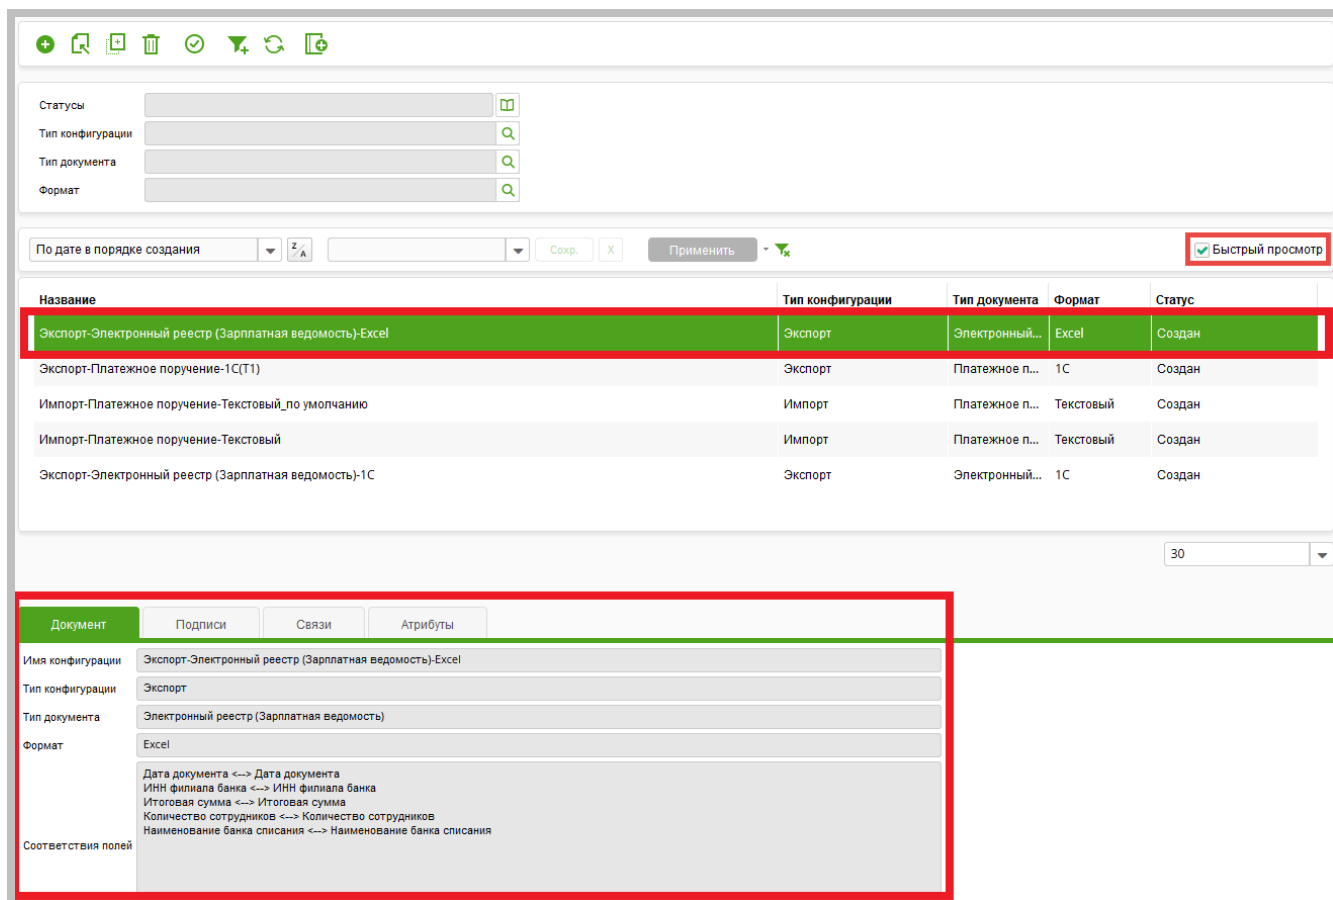 Статусы
Тип конфигурации
Тип документа
Формат
По дате в порядке создания Z/A Сохр. X Применить Быстрый просмотр
Название Тип конфигурации Тип документа Формат Статус
Экспорт-Электронный реестр (Зарплатная ведомость)-Excel Экспорт Электронный... Excel Создан
Экспорт-Платежное поручение-1С(Т1) Экспорт Платежное п... 1С Создан
Импорт-Платежное поручение-Текстовый_по умолчанию Импорт Платежное п... Текстовый Создан
Импорт-Платежное поручение-Текстовый Импорт Платежное п... Текстовый Создан
Экспорт-Электронный реестр (Зарплатная ведомость)-1С Экспорт Электронный... 1С Создан
30
Документ Подписи Связи Атрибуты
Имя конфигурации Экспорт-Электронный реестр (Зарплатная ведомость)-Excel
Тип конфигурации Экспорт
Тип документа Электронный реестр (Зарплатная ведомость)
Формат Excel
Дата документа <--> Дата документа
ИНН филиала банка <--> ИНН филиала банка
Итоговая сумма <--> Итоговая сумма
Количество сотрудников <--> Количество сотрудников
Наименование банка списания <--> Наименование банка списания
Соответствия полей